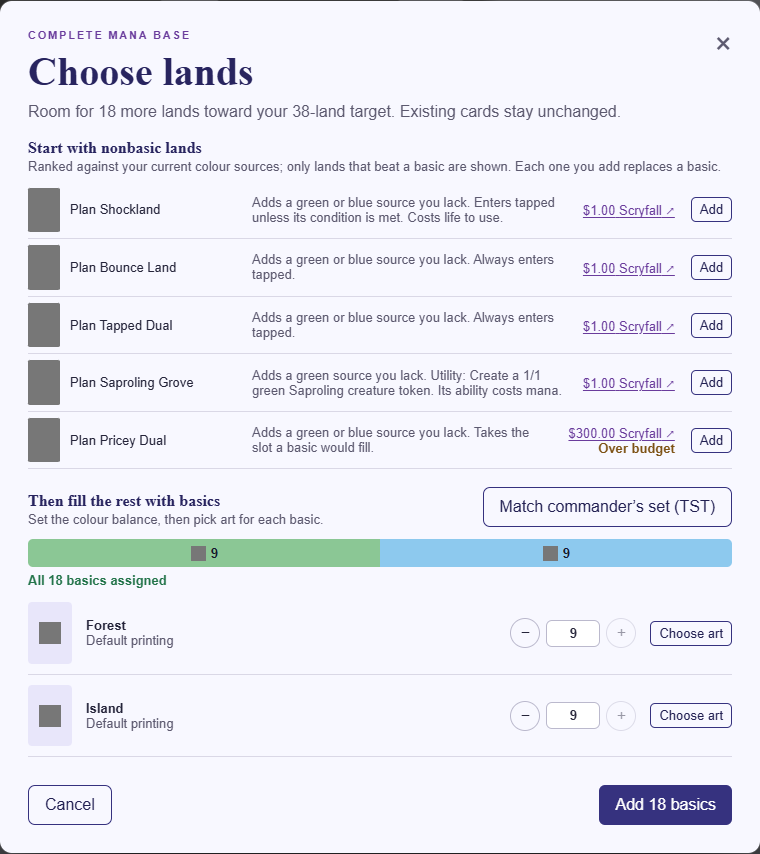 COMPLETE MANA BASE
×
Choose lands
Room for 18 more lands toward your 38-land target. Existing cards stay unchanged.
Start with nonbasic lands
Ranked against your current colour sources; only lands that beat a basic are shown. Each one you add replaces a basic.
Plan Shockland
Adds a green or blue source you lack. Enters tapped
unless its condition is met. Costs life to use.
$1.00 Scryfall ↗
Add
Plan Bounce Land
Adds a green or blue source you lack. Always enters
tapped.
$1.00 Scryfall ↗
Add
Plan Tapped Dual
Adds a green or blue source you lack. Always enters
tapped.
$1.00 Scryfall ↗
Add
Plan Saproling Grove
Adds a green source you lack. Utility: Create a 1/1
green Saproling creature token. Its ability costs mana.
$1.00 Scryfall ↗
Add
Plan Pricey Dual
Adds a green or blue source you lack. Takes the
slot a basic would fill.
$300.00 Scryfall ↗
Over budget
Add
Then fill the rest with basics
Set the colour balance, then pick art for each basic.
Match commander's set (TST)
9
9
All 18 basics assigned
Forest
Default printing
− 9 +
Choose art
Island
Default printing
− 9 +
Choose art
Cancel
Add 18 basics